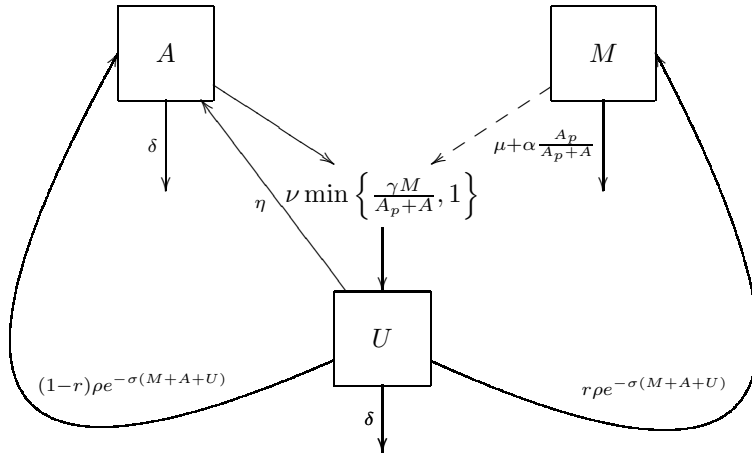 A
M
δ
μ+α A_p/(A_p+A)
η
ν min { γM/(A_p+A), 1 }
U
(1−r)ρe^{−σ(M+A+U)}
rρe^{−σ(M+A+U)}
δ